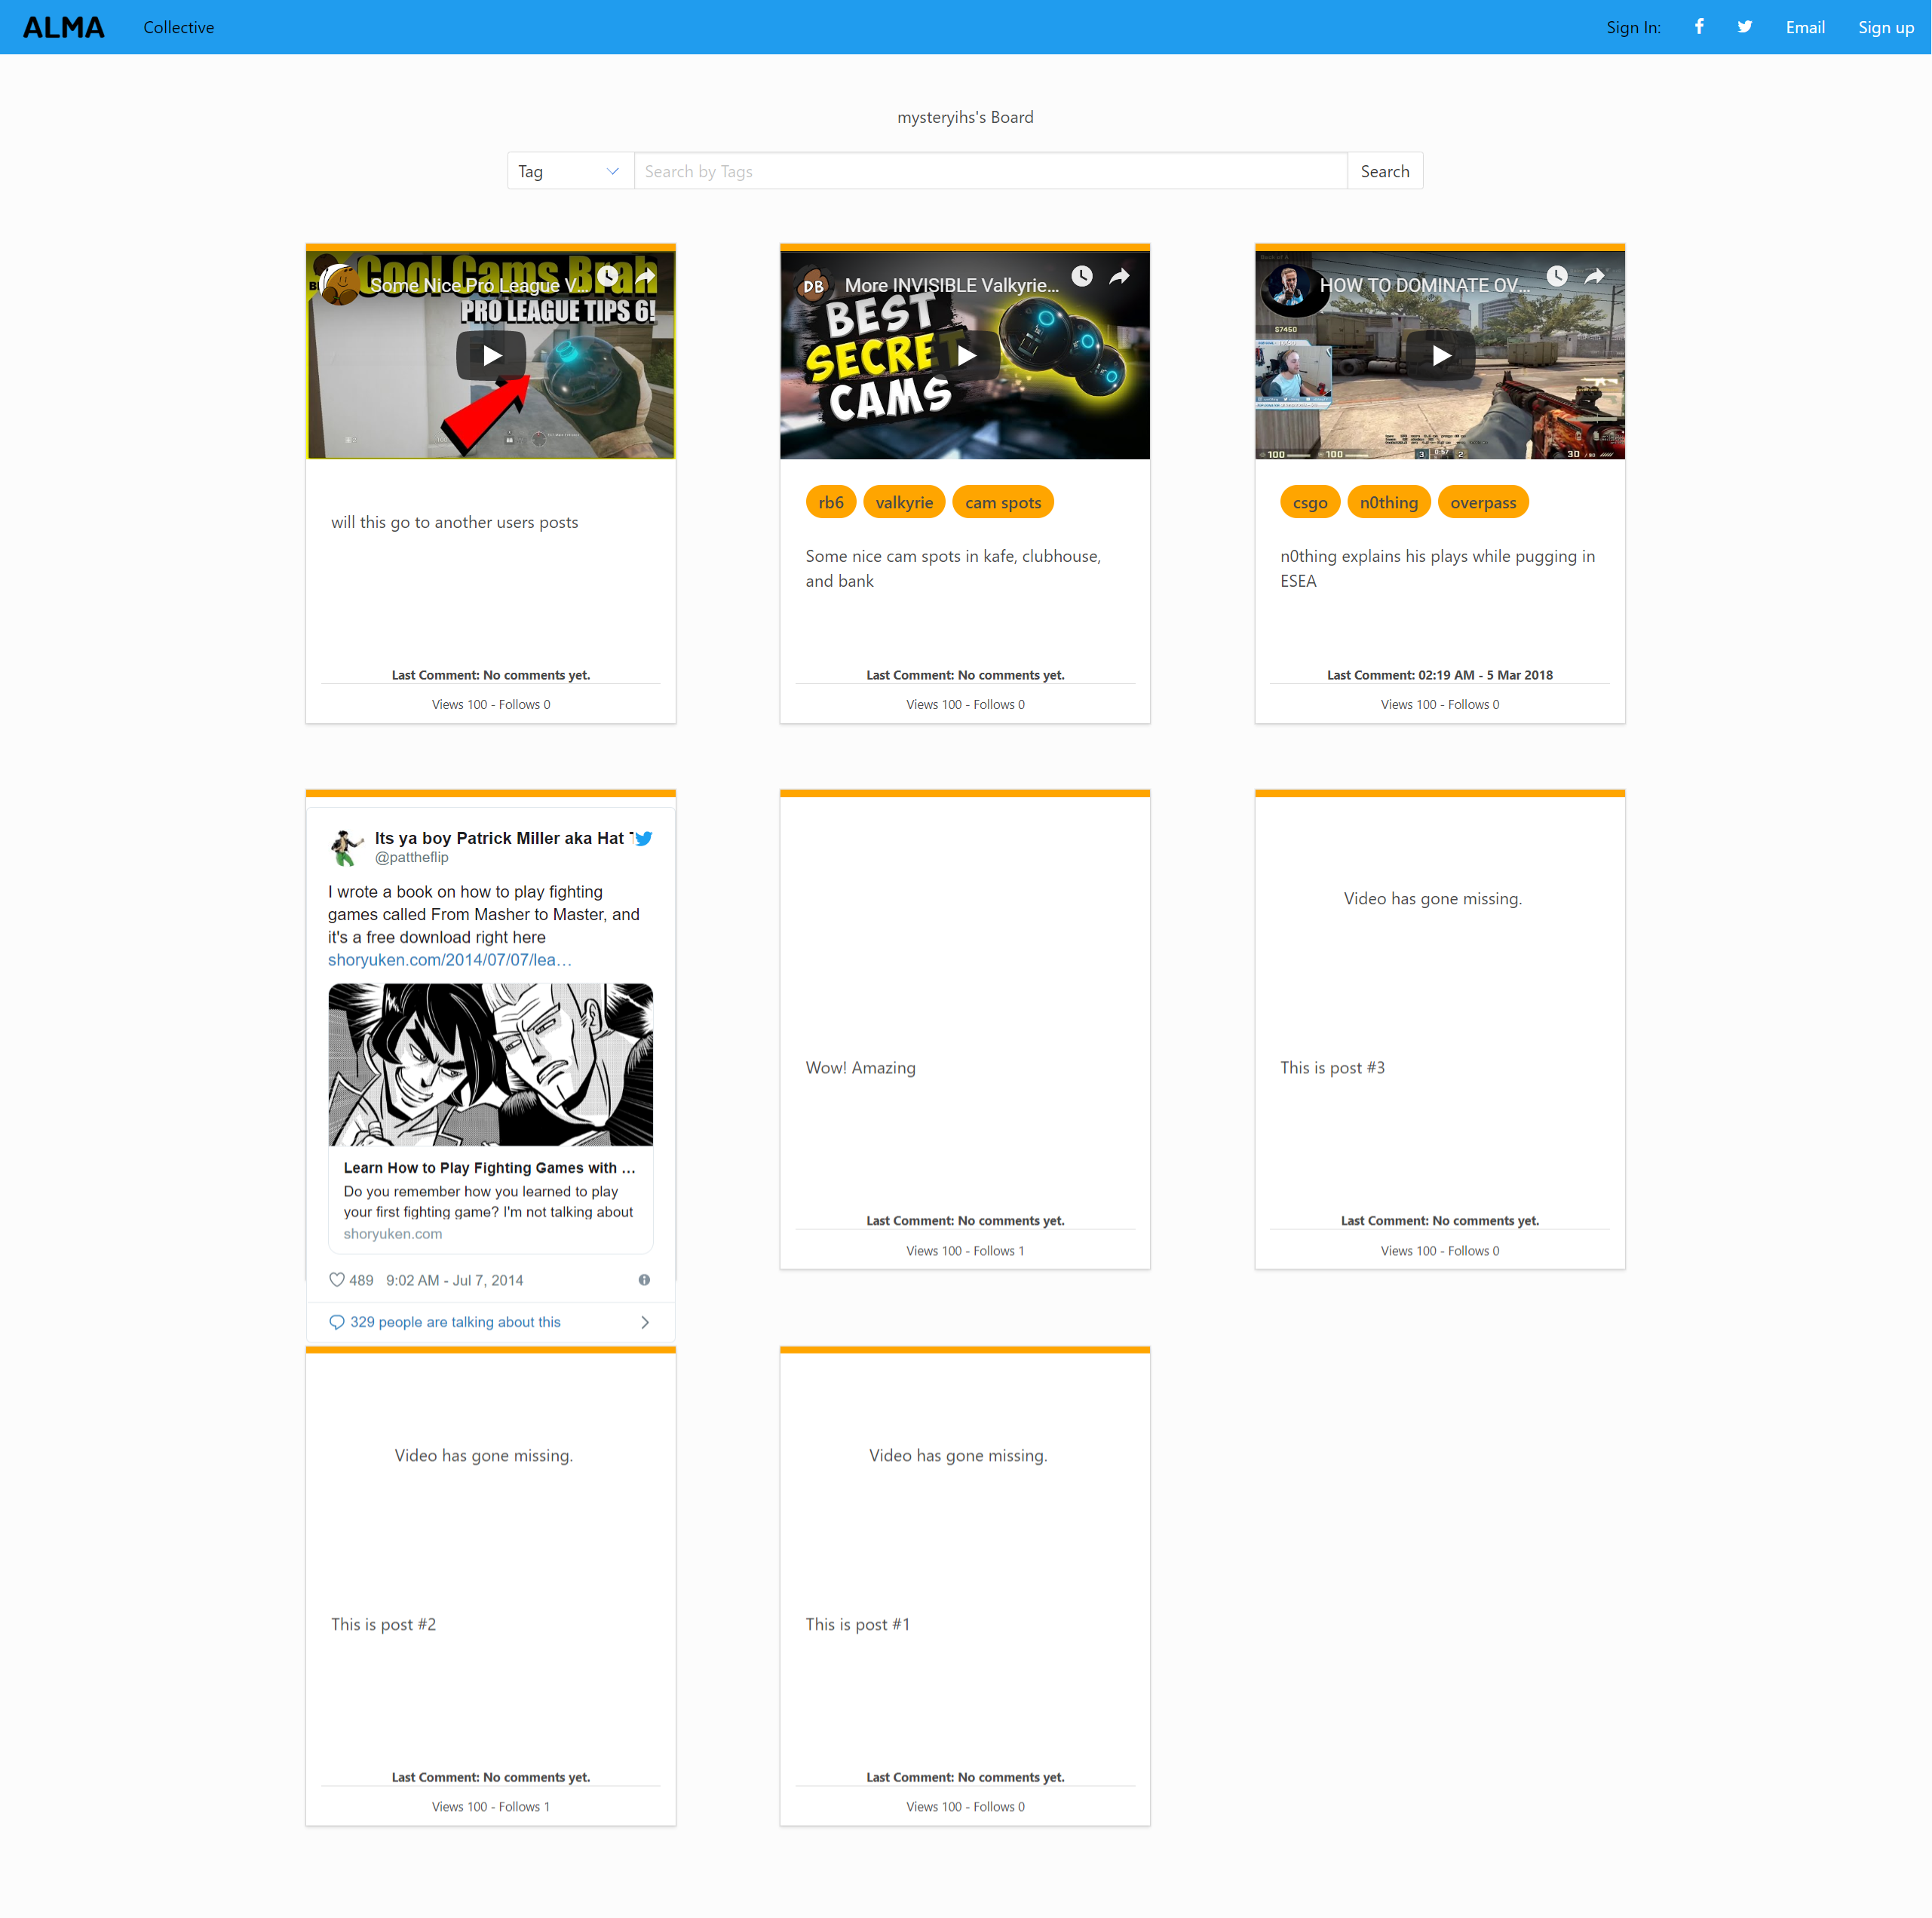 ALMA
Collective
Sign In:
Email
Sign up
mysteryihs's Board
Tag
Search by Tags
Search
Cool Cams Brah
Some Nice Pro League V...
PRO LEAGUE TIPS 6!
will this go to another users posts
Last Comment: No comments yet.
Views 100 - Follows 0
DB
More INVISIBLE Valkyrie...
BEST
SECRET
CAMS
rb6
valkyrie
cam spots
Some nice cam spots in kafe, clubhouse,
and bank
Last Comment: No comments yet.
Views 100 - Follows 0
HOW TO DOMINATE OV...
$7450
100
100
3
0:57
2
30
csgo
n0thing
overpass
n0thing explains his plays while pugging in
ESEA
Last Comment: 02:19 AM - 5 Mar 2018
Views 100 - Follows 0
Its ya boy Patrick Miller aka Hat
@pattheflip
I wrote a book on how to play fighting
games called From Masher to Master, and
it's a free download right here
shoryuken.com/2014/07/07/lea…
Learn How to Play Fighting Games with …
Do you remember how you learned to play
your first fighting game? I'm not talking about
shoryuken.com
489 9:02 AM - Jul 7, 2014
329 people are talking about this
Wow! Amazing
Last Comment: No comments yet.
Views 100 - Follows 1
Video has gone missing.
This is post #3
Last Comment: No comments yet.
Views 100 - Follows 0
Video has gone missing.
This is post #2
Last Comment: No comments yet.
Views 100 - Follows 1
Video has gone missing.
This is post #1
Last Comment: No comments yet.
Views 100 - Follows 0